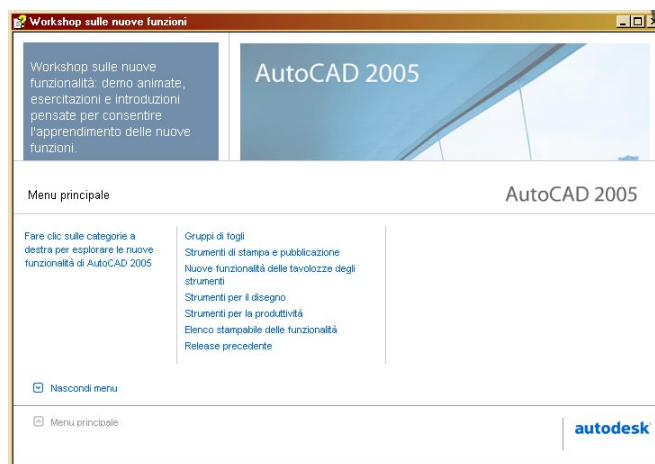 Workshop sulle nuove funzioni
Workshop sulle nuove
funzionalità: demo animate,
esercitazioni e introduzioni
pensate per consentire
l'apprendimento delle nuove
funzioni.
AutoCAD 2005
Menu principale
AutoCAD 2005
Fare clic sulle categorie a
destra per esplorare le nuove
funzionalità di AutoCAD 2005
Gruppi di fogli
Strumenti di stampa e pubblicazione
Nuove funzionalità delle tavolozze degli
strumenti
Strumenti per il disegno
Strumenti per la produttività
Elenco stampabile delle funzionalità
Release precedente
Nascondi menu
Menu principale
autodesk